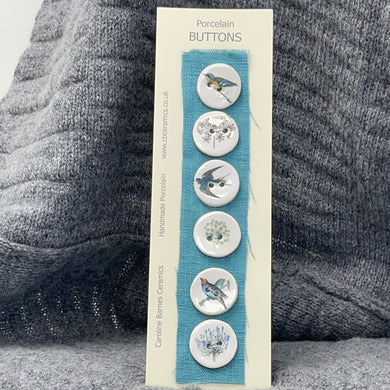 Porcelain
BUTTONS
www.cbceramics.co.uk
Handmade Porcelain
Caroline Barnes Ceramics